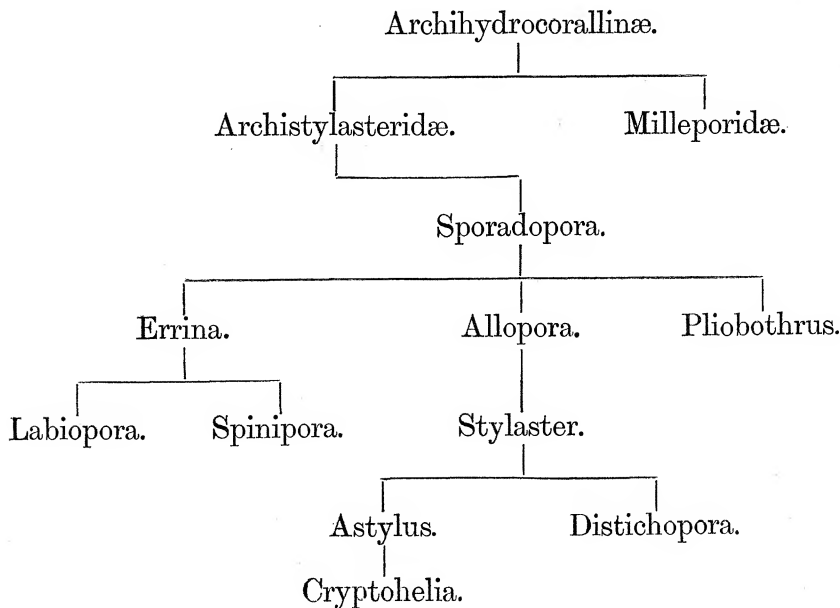 Archihydrocorallinæ.
Archistylasteridæ. Milleporidæ.
Sporadopora.
Errina. Allopora. Pliobothrus.
Labiopora. Spinipora. Stylaster.
Astylus. Distichopora.
Cryptohelia.